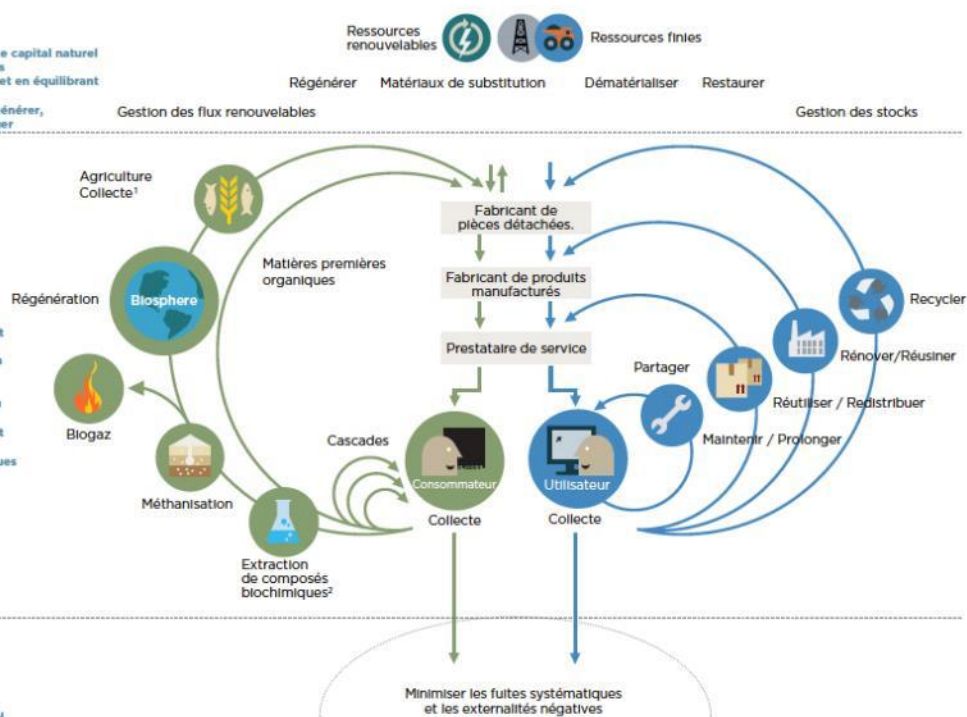 Ressources
renouvelables
Ressources finies
e capital naturel
s
et en équilibrant
énérer,
er
Régénérer
Matériaux de substitution
Dématérialiser
Restaurer
Gestion des flux renouvelables
Gestion des stocks
Agriculture
Collecte¹
Fabricant de
pièces détachées.
Matières premières
organiques
Fabricant de produits
manufacturés
Régénération
Biosphere
Recycler
Prestataire de service
Rénover/Réusiner
Partager
Réutiliser / Redistribuer
Biogaz
Cascades
Maintenir / Prolonger
Consommateur
Utilisateur
Méthanisation
Collecte
Collecte
Extraction
de composés
biochimiques²
t
t
ques
Minimiser les fuites systématiques
et les externalités négatives